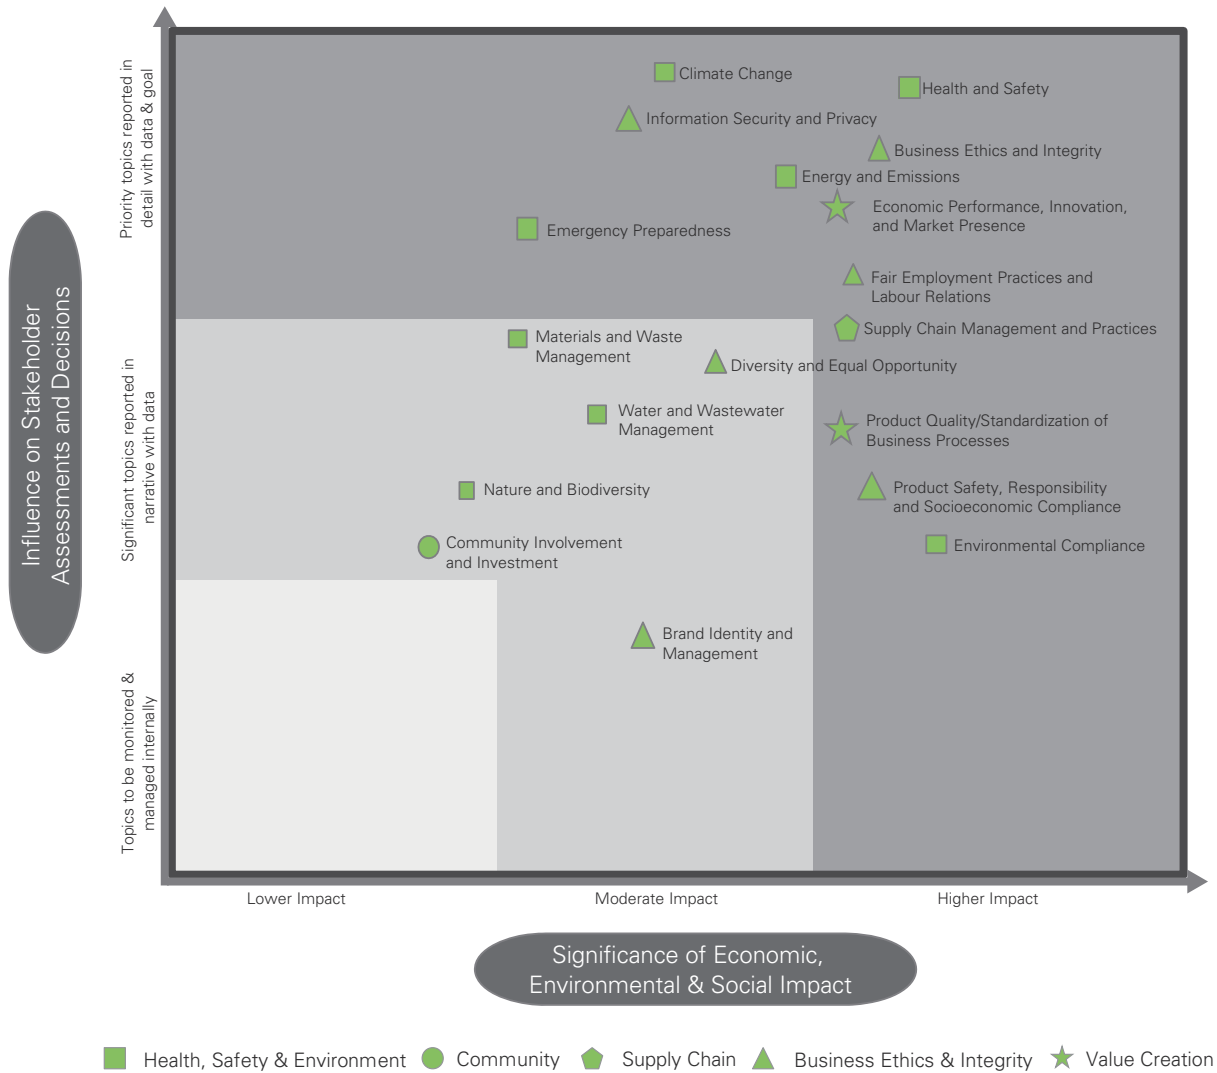 Influence on Stakeholder
Assessments and Decisions
Priority topics reported in
detail with data & goal
Significant topics reported in
narrative with data
Topics to be monitored &
managed internally
Climate Change
Health and Safety
Information Security and Privacy
Business Ethics and Integrity
Energy and Emissions
Economic Performance, Innovation,
and Market Presence
Emergency Preparedness
Fair Employment Practices and
Labour Relations
Supply Chain Management and Practices
Materials and Waste
Management
Diversity and Equal Opportunity
Water and Wastewater
Management
Product Quality/Standardization of
Business Processes
Nature and Biodiversity
Product Safety, Responsibility
and Socioeconomic Compliance
Community Involvement
and Investment
Environmental Compliance
Brand Identity and
Management
Lower Impact
Moderate Impact
Higher Impact
Significance of Economic,
Environmental & Social Impact
Health, Safety & Environment
Community
Supply Chain
Business Ethics & Integrity
Value Creation